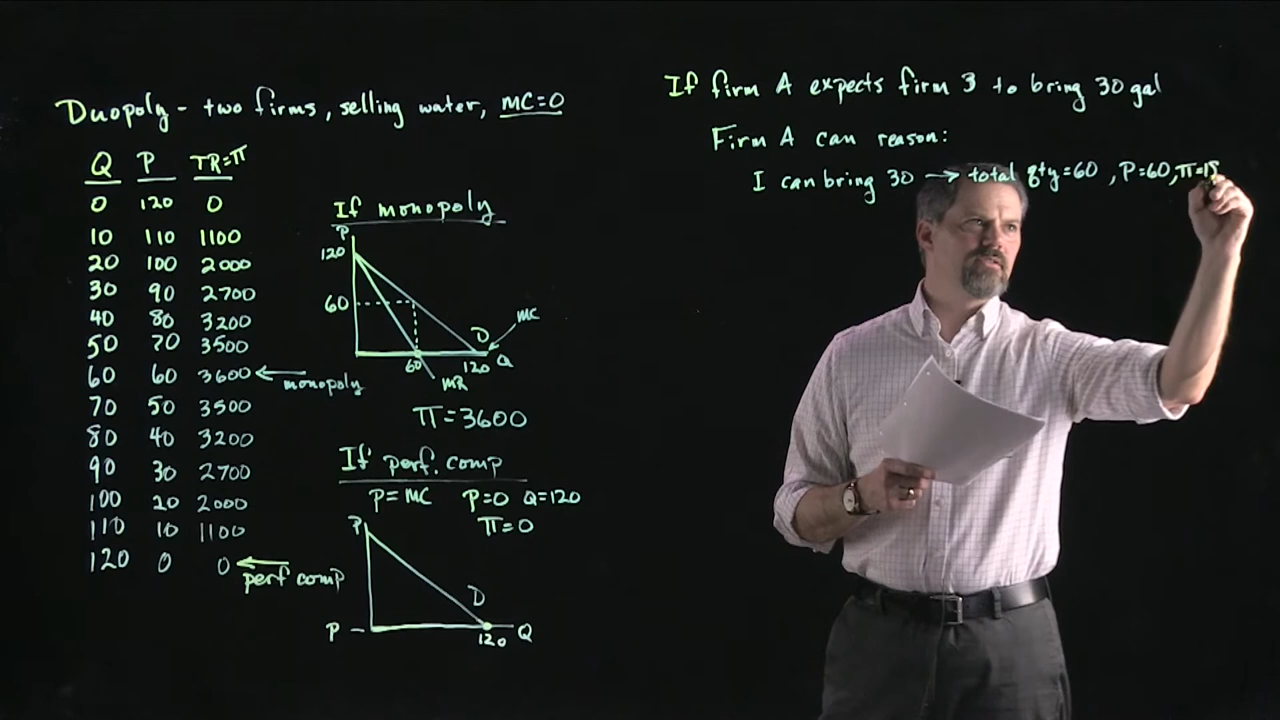 Duopoly - two firms, selling water, MC=0
Q P TR=π
0 120 0
10 110 1100
20 100 2000
30 90 2700
40 80 3200
50 70 3500
60 60 3600 ← monopoly
70 50 3500
80 40 3200
90 30 2700
100 20 2000
110 10 1100
120 0 0 ← perf comp
If monopoly
P
120
60
D
MC
60
120
Q
MR
π=3600
If perf. comp
P=MC P=0 Q=120
π=0
P
D
P
120
Q
If firm A expects firm 3 to bring 30 gal
Firm A can reason:
I can bring 30 → total qty=60, P=60, π=15